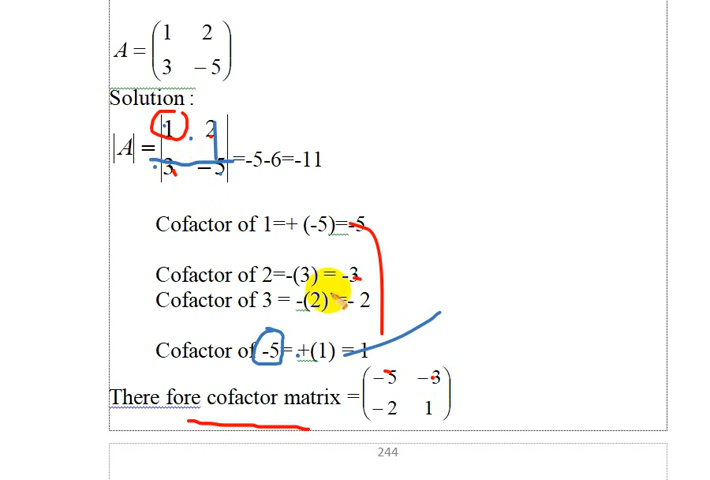 A = ( 1 2
3 − 5 )
Solution :
|A| = | 1 2
3 − 5 | =-5-6=-11
Cofactor of 1=+ (-5)=-5
Cofactor of 2=-(3) = -3
Cofactor of 3 = -(2) =- 2
Cofactor of -5= +(1) = 1
There fore cofactor matrix = ( − 5 − 3
− 2 1 )
244